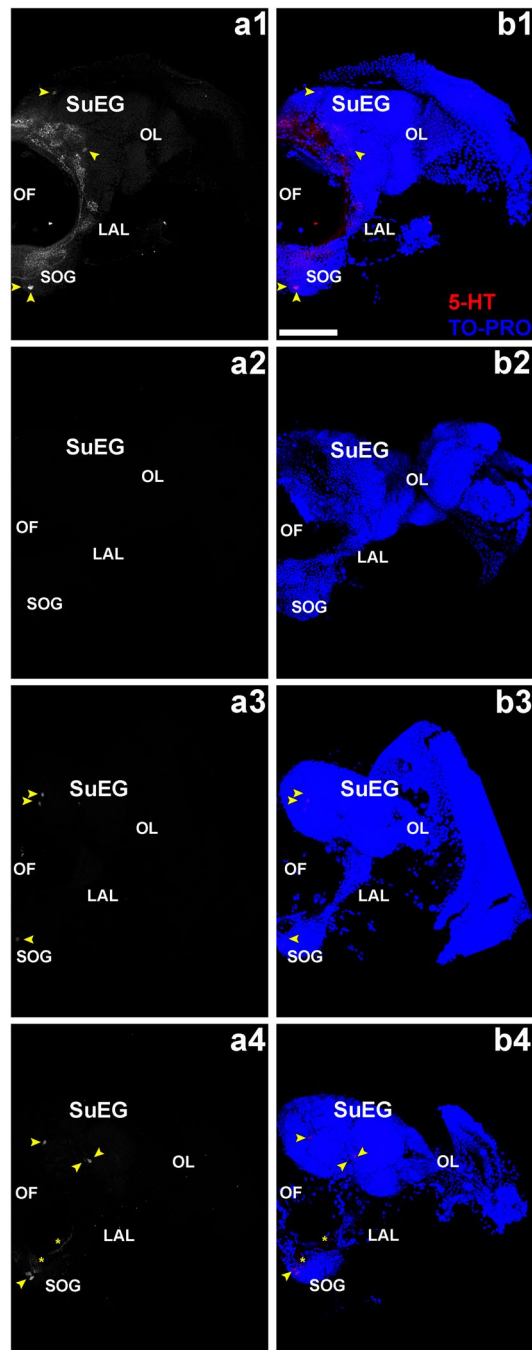 a1
SuEG
OL
OF
LAL
SOG
b1
SuEG
OL
OF
LAL
SOG
5-HT
TO-PRO
a2
SuEG
OL
OF
LAL
SOG
b2
SuEG
OL
OF
LAL
SOG
a3
SuEG
OL
OF
LAL
SOG
b3
SuEG
OL
OF
LAL
SOG
a4
SuEG
OL
OF
LAL
*
*
SOG
b4
SuEG
OL
OF
LAL
*
*
SOG